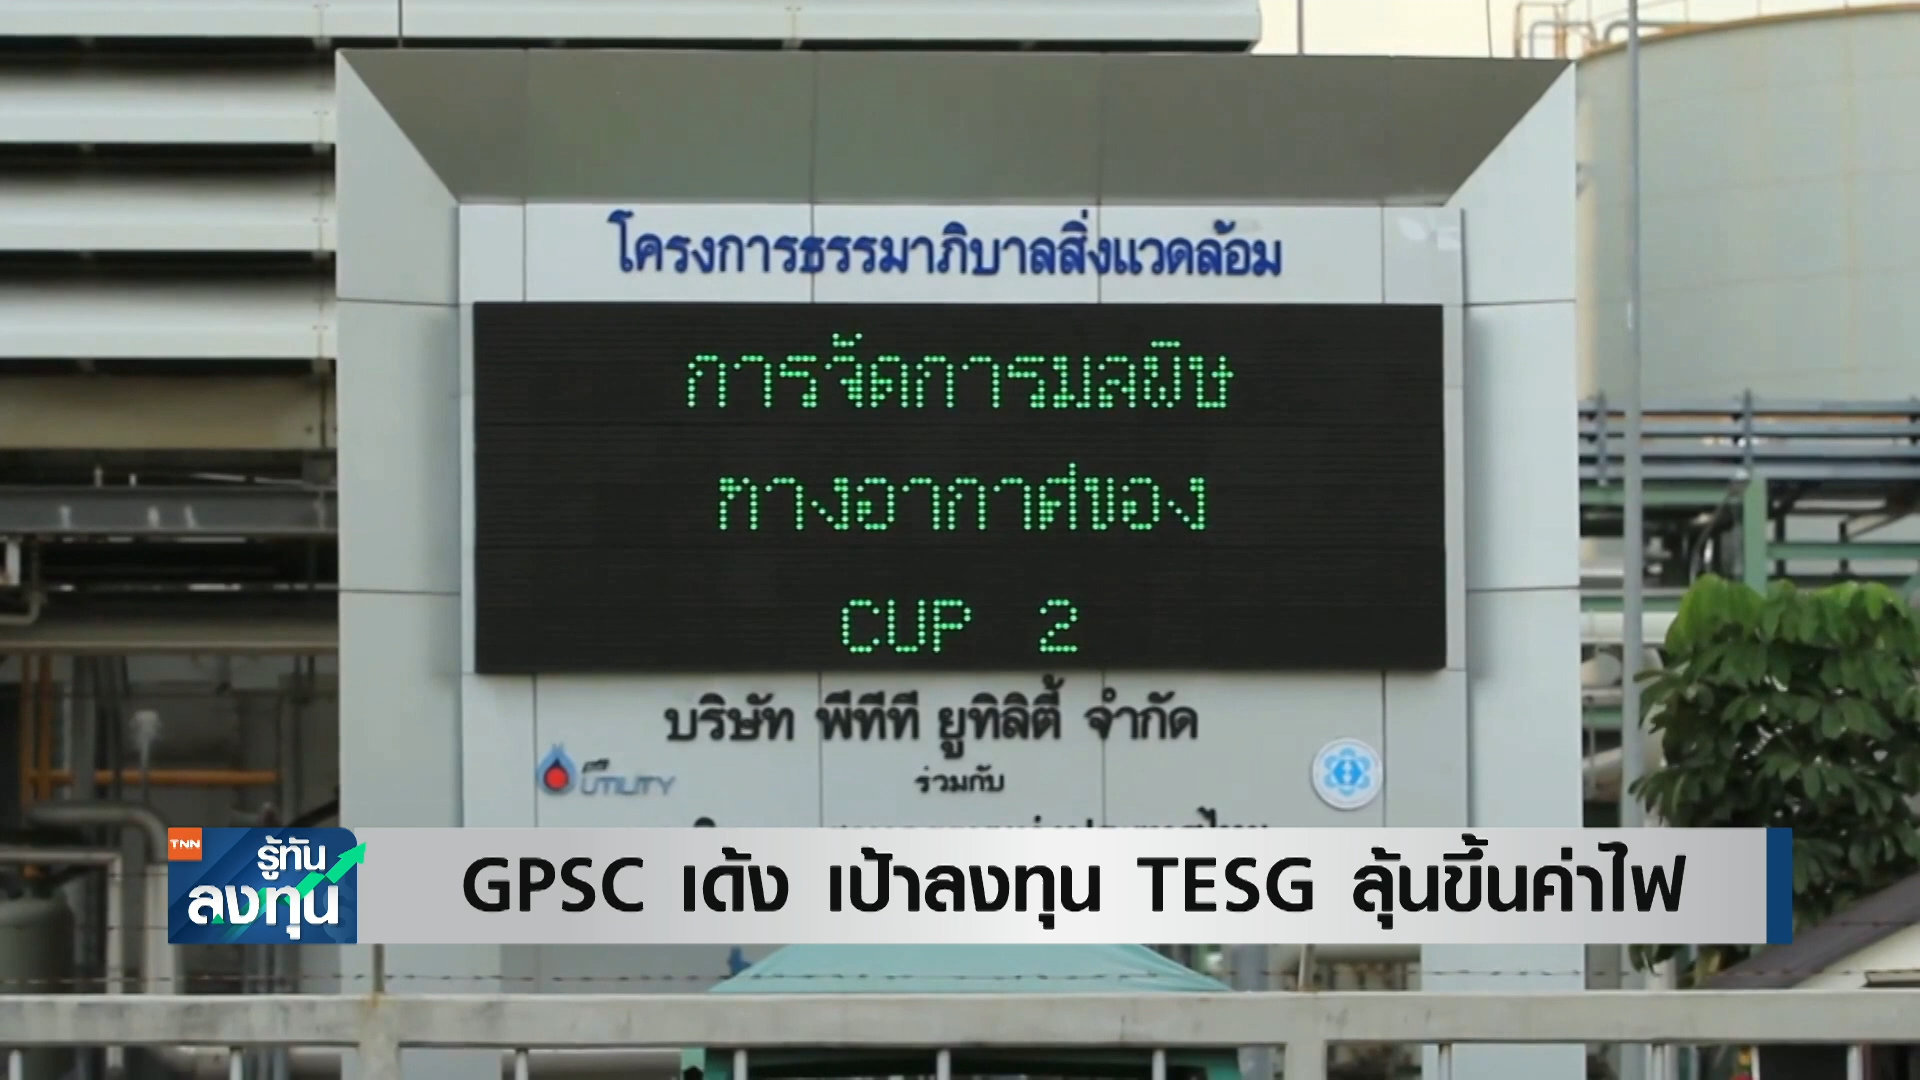 โครงการธรรมาภิบาลสิ่งแวดล้อม
การจัดการมลพิษ
ทางอากาศของ
CUP 2
บริษัท พีทีที ยูทิลิตี้ จำกัด
ptt
UTILITY
ร่วมกับ
TNN
รู้ทัน
ลงทุน
GPSC เด้ง เป้าลงทุน TESG ลุ้นขึ้นค่าไฟ